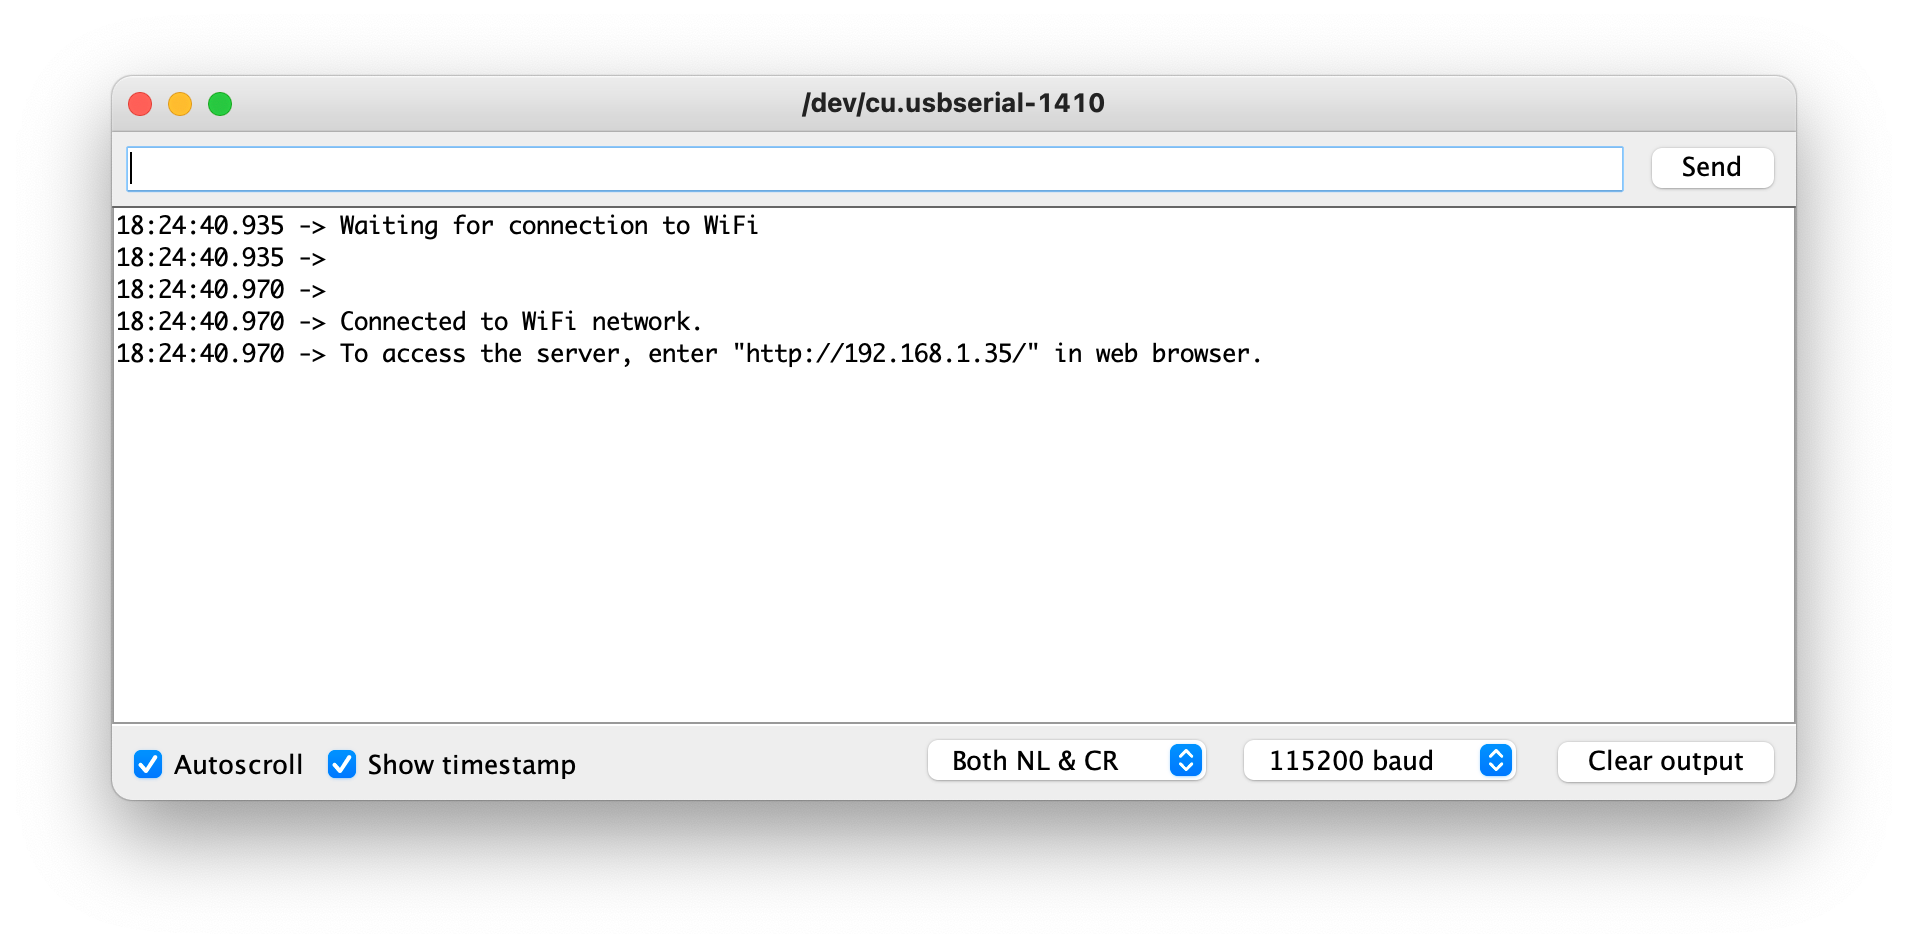 /dev/cu.usbserial-1410
Send
18:24:40.935 -> Waiting for connection to WiFi
18:24:40.935 ->
18:24:40.970 ->
18:24:40.970 -> Connected to WiFi network.
18:24:40.970 -> To access the server, enter "http://192.168.1.35/" in web browser.
Autoscroll Show timestamp Both NL & CR 115200 baud Clear output